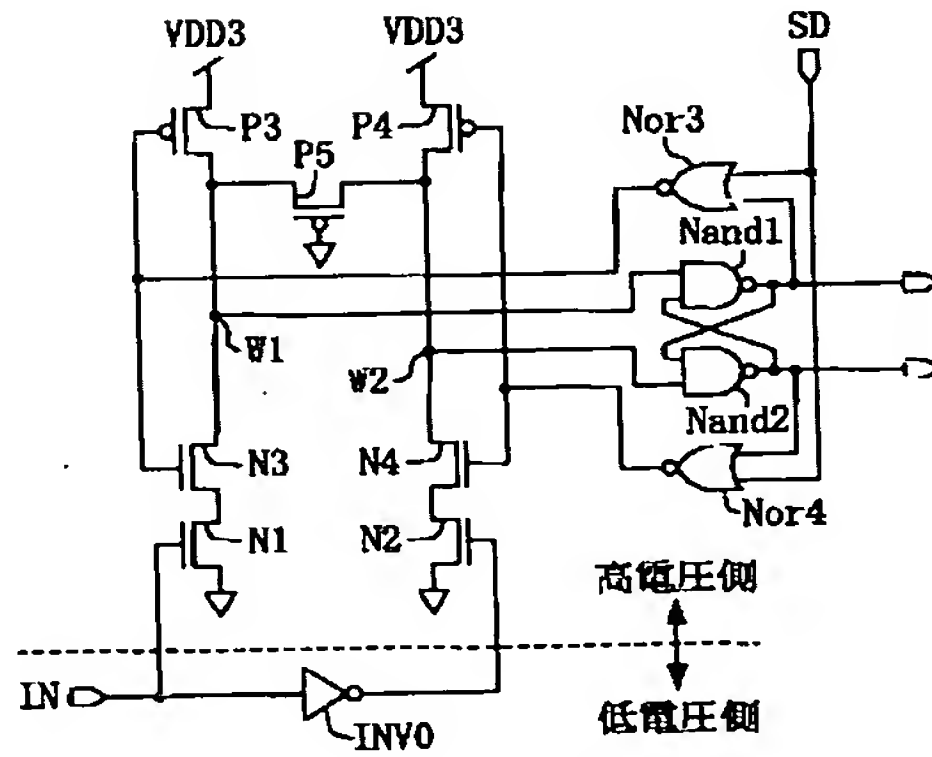 SD
VDD3 VDD3
P3 P4
P5
Nor3
Nand1
W1
W2
Nand2
N3 N4
N1 N2
Nor4
高電圧側
IN
低電圧側
INV0